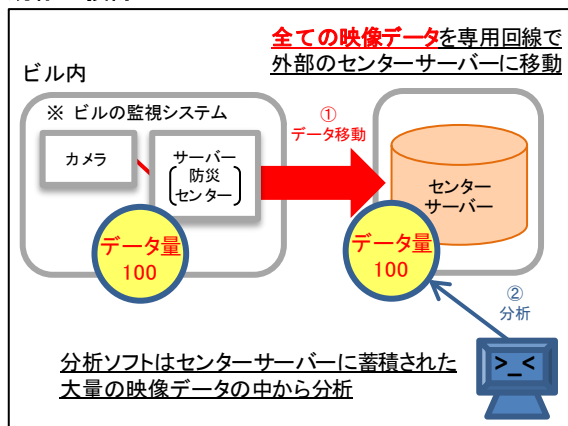 全ての映像データを専用回線で
外部のセンターサーバーに移動
ビル内
※ ビルの監視システム
カメラ
サーバー
防災
センター
①
データ移動
センター
サーバー
データ量
100
データ量
100
②
分析
分析ソフトはセンターサーバーに蓄積された
大量の映像データの中から分析
>_<